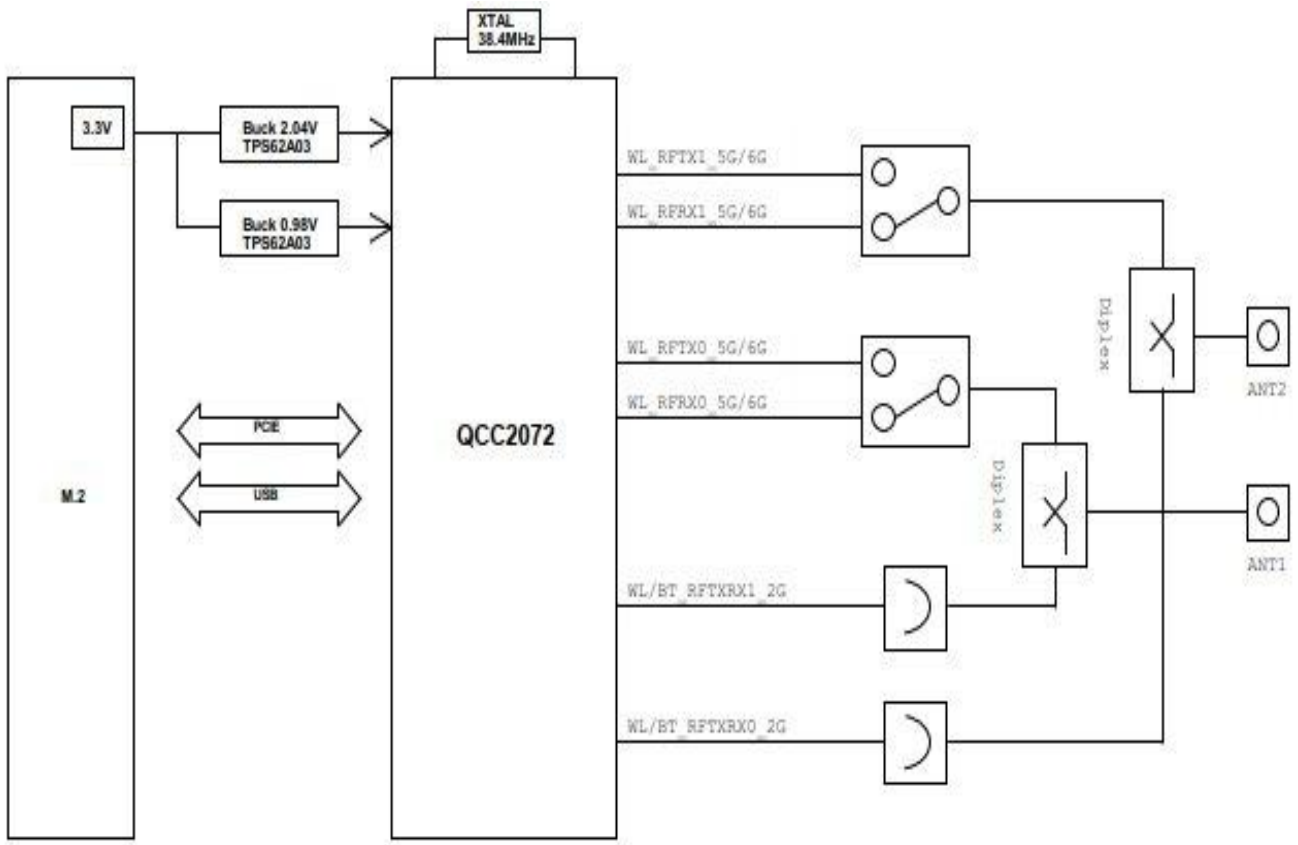 XTAL
38.4MHz
3.3V
Buck 2.04V
TPS62A03
Buck 0.98V
TPS62A03
WL_RFTX1_5G/6G
WL_RFRX1_5G/6G
Diplex
ANT2
WL_RFTX0_5G/6G
WL_RFRX0_5G/6G
PCIE
QCC2072
USB
M.2
Diplex
ANT1
WL/BT_RFTXRX1_2G
WL/BT_RFTXRX0_2G